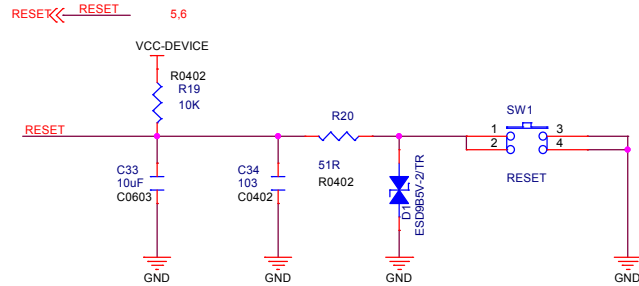 RESET RESET 5,6
VCC-DEVICE
R0402
R19
10K
R20
SW1
RESET
1 3
2 4
C33
10uF
C0603
C34
103
C0402
51R
R0402
D1
ESD9B5V-2/TR
RESET
GND GND GND GND